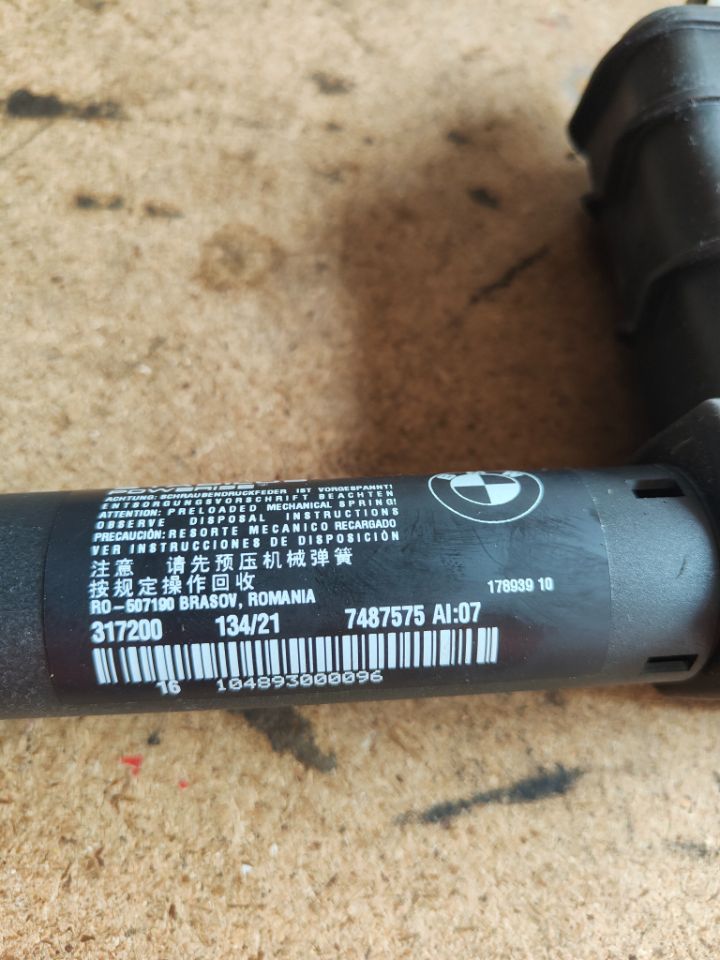 POWERISE
ACHTUNG: SCHRAUBENDRUCKFEDER IST VORGESPANNT!
ENTSORGUNGSVORSCHRIFT BEACHTEN
ATTENTION: PRELOADED MECHANICAL SPRING!
OBSERVE DISPOSAL INSTRUCTIONS
PRECAUCIÓN: RESORTE MECANICO RECARGADO
VER INSTRUCCIONES DE DISPOSICIÓN
注意 请先预压机械弹簧
按规定操作回收
RO-507190 BRASOV, ROMANIA
178939 10
317200 134/21 7487575 AI:07
16 104893000096